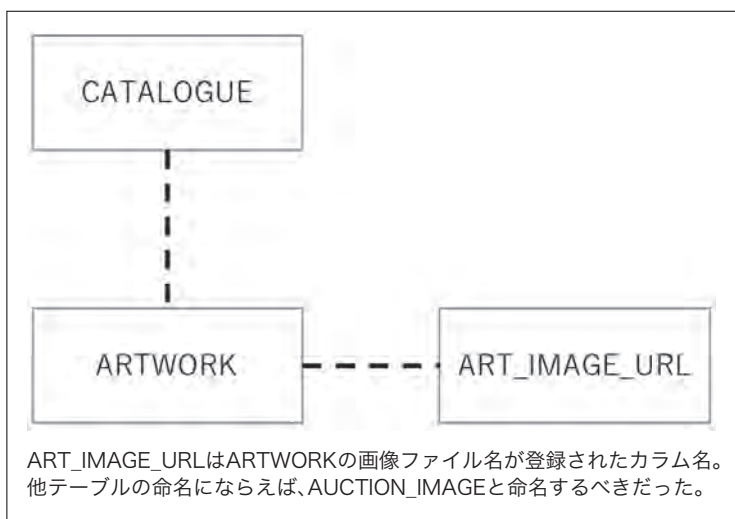 CATALOGUE
ARTWORK
ART_IMAGE_URL
ART_IMAGE_URLはARTWORKの画像ファイル名が登録されたカラム名。
他テーブルの命名にならえば、AUCTION_IMAGEと命名するべきだった。